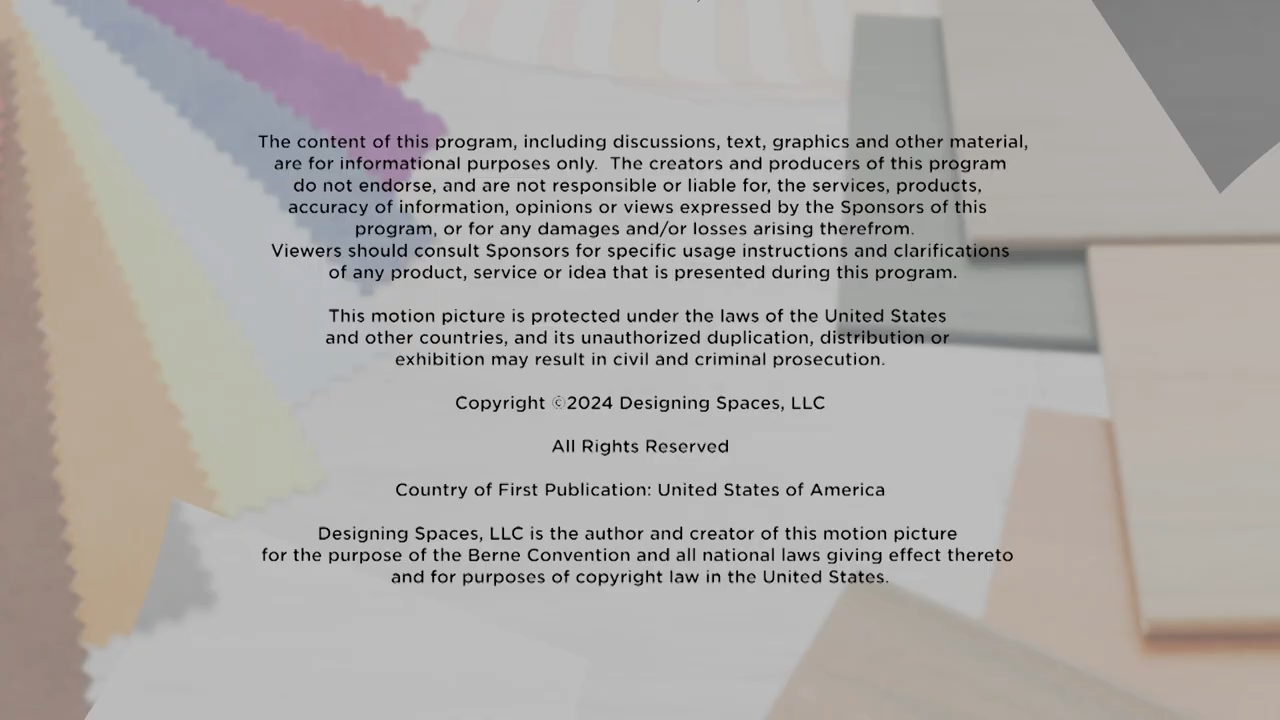 The content of this program, including discussions, text, graphics and other material,
are for informational purposes only.  The creators and producers of this program
do not endorse, and are not responsible or liable for, the services, products,
accuracy of information, opinions or views expressed by the Sponsors of this
program, or for any damages and/or losses arising therefrom.
Viewers should consult Sponsors for specific usage instructions and clarifications
of any product, service or idea that is presented during this program.
This motion picture is protected under the laws of the United States
and other countries, and its unauthorized duplication, distribution or
exhibition may result in civil and criminal prosecution.
Copyright ©2024 Designing Spaces, LLC
All Rights Reserved
Country of First Publication: United States of America
Designing Spaces, LLC is the author and creator of this motion picture
for the purpose of the Berne Convention and all national laws giving effect thereto
and for purposes of copyright law in the United States.